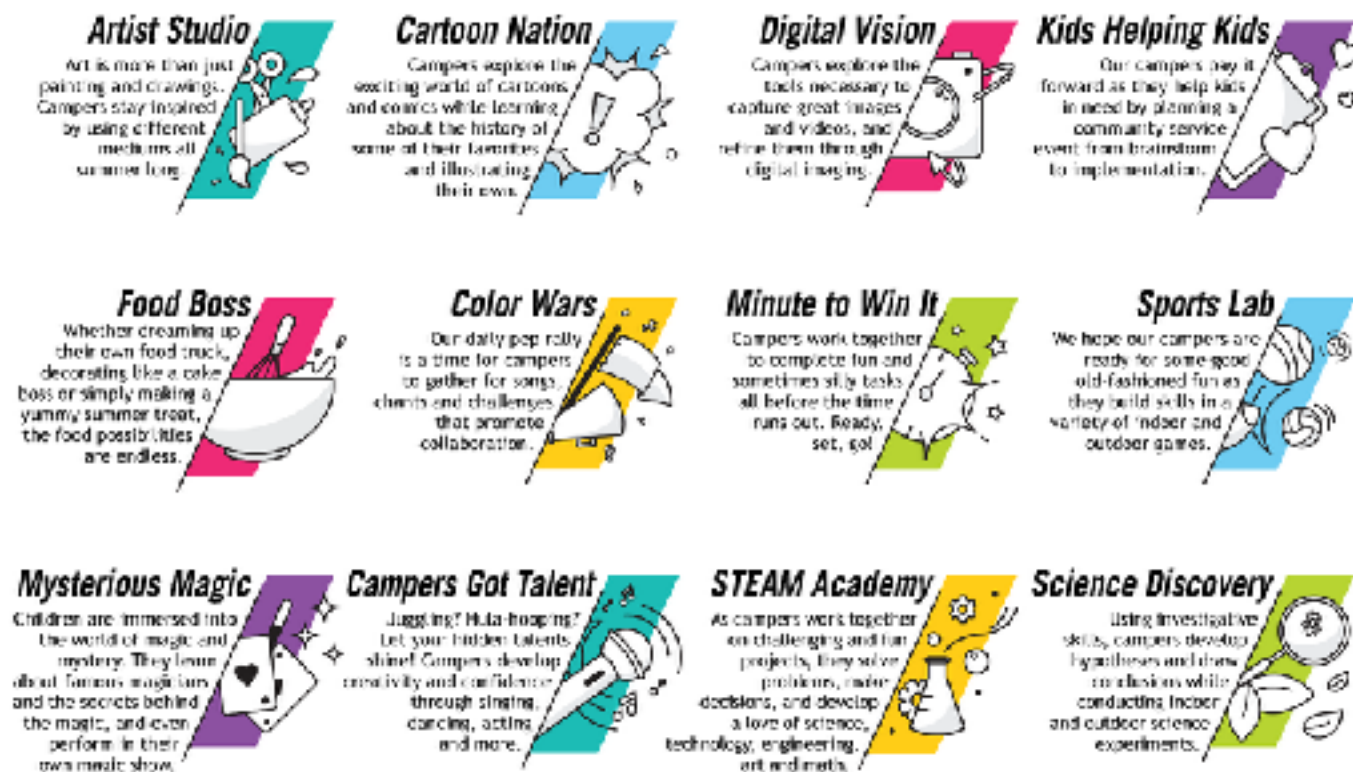 Artist Studio
Art is more than just
painting and drawings.
Campers stay inspired
by using different
mediums all
summer long.
Cartoon Nation
Campers explore the
exciting world of cartoons
and comics while learning
about the history of
some of their favorites
and illustrating
their own.
Digital Vision
Campers explore the
tools necessary to
capture great images
and videos, and
refine them through
digital imaging.
Kids Helping Kids
Our campers pay it
forward as they help kids
in need by planning a
community service
event from brainstorm
to implementation.
Food Boss
Whether dreaming up
their own food truck,
decorating like a cake
boss or simply making a
yummy summer treat,
the food possibilities
are endless.
Color Wars
Our daily pep rally
is a time for campers
to gather for songs,
chants and challenges
that promote
collaboration.
Minute to Win It
Campers work together
to complete fun and
sometimes silly tasks
all before the time
runs out. Ready,
set, go!
Sports Lab
We hope our campers are
ready for some good
old-fashioned fun as
they build skills in a
variety of indoor and
outdoor games.
Mysterious Magic
Children are immersed into
the world of magic and
mystery. They learn
about famous magicians
and the secrets behind
the magic, and even
perform in their
own magic show.
Campers Got Talent
Juggling? Hula-hooping?
Let your hidden talents
shine! Campers develop
creativity and confidence
through singing,
dancing, acting
and more.
STEAM Academy
As campers work together
on challenging and fun
projects, they solve
problems, make
decisions, and develop
a love of science,
technology, engineering,
art and math.
Science Discovery
Using investigative
skills, campers develop
hypotheses and draw
conclusions while
conducting indoor
and outdoor science
experiments.